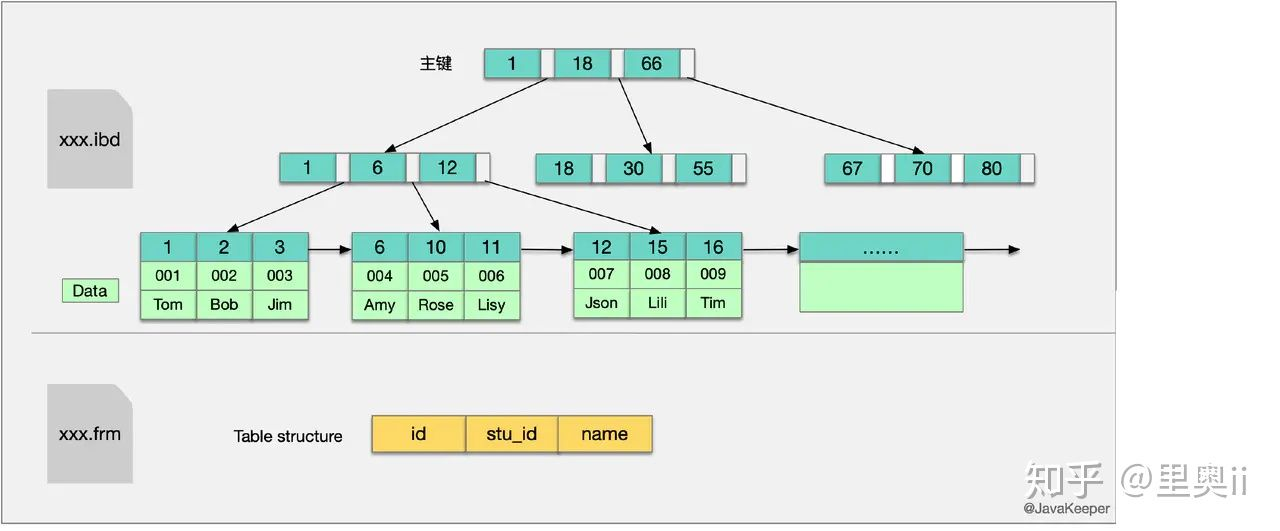 主键 1 18 66
xxx.ibd
1 6 12 18 30 55 67 70 80
1 2 3 6 10 11 12 15 16 ……
001 002 003 004 005 006 007 008 009
Data
Tom Bob Jim Amy Rose Lisy Json Lili Tim
xxx.frm
Table structure id stu_id name
知乎 @里奥ii
@JavaKeeper